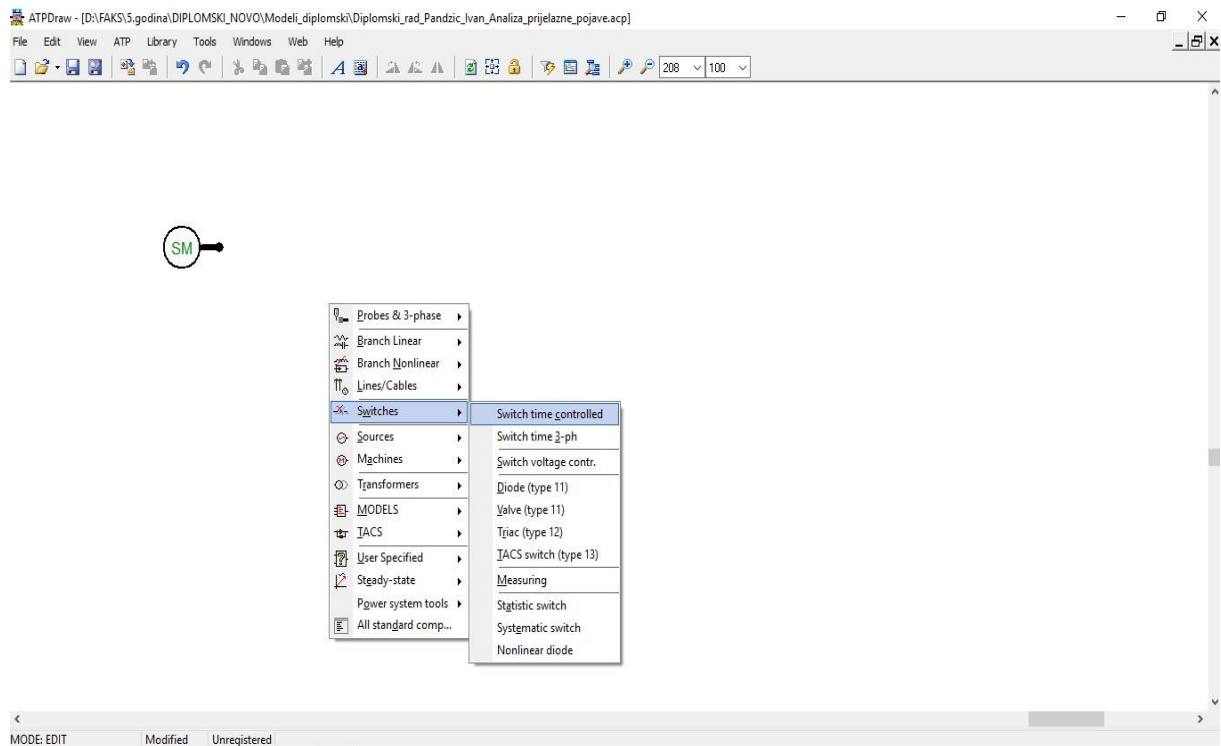 ATPDraw - [D:\FAKS\5.godina\DIPLOMSKI_NOVO\Modeli_diplomski\Diplomski_rad_Pandzic_Ivan_Analiza_prijelazne_pojave.acp]
File Edit View ATP Library Tools Windows Web Help
208 100
SM
Probes & 3-phase
Branch Linear
Branch Nonlinear
Lines/Cables
Switches
Sources
Machines
Transformers
MODELS
TACS
User Specified
Steady-state
Power system tools
All standard comp...
Switch time controlled
Switch time 3-ph
Switch voltage contr.
Diode (type 11)
Valve (type 11)
Triac (type 12)
TACS switch (type 13)
Measuring
Statistic switch
Systematic switch
Nonlinear diode
MODE: EDIT Modified Unregistered